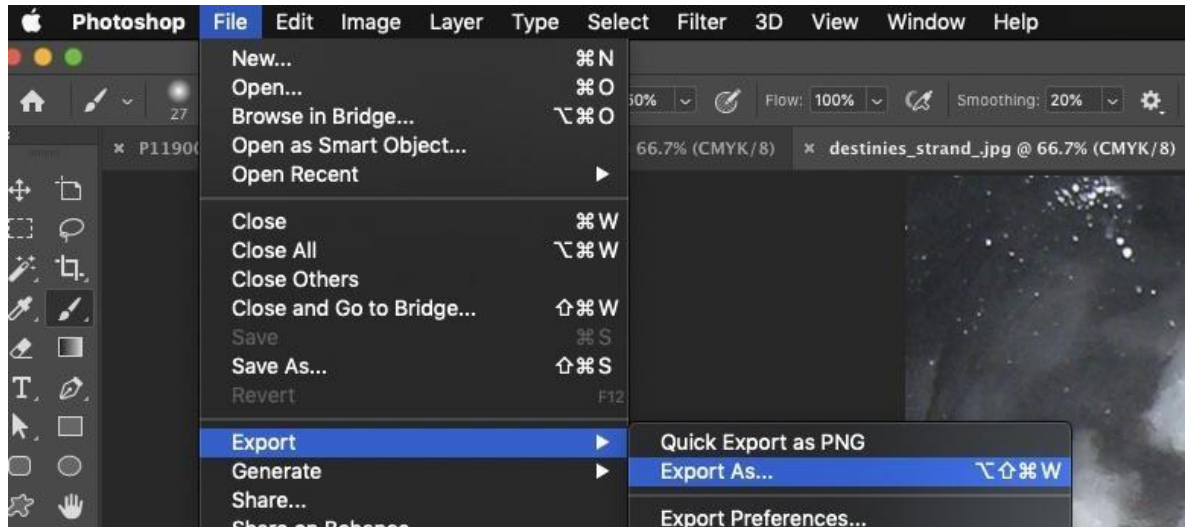 Photoshop File Edit Image Layer Type Select Filter 3D View Window Help
New... ⌘N
Open... ⌘O
27
Browse in Bridge... ⌥⌘O
50% Flow: 100% Smoothing: 20%
Open as Smart Object...
× P11900 66.7% (CMYK/8) × destinies_strand_.jpg @ 66.7% (CMYK/8)
Open Recent ▶
Close ⌘W
Close All ⌥⌘W
Close Others
Close and Go to Bridge... ⇧⌘W
Save ⌘S
Save As... ⇧⌘S
Revert F12
Export ▶
Quick Export as PNG
Generate ▶
Export As... ⌥⇧⌘W
Share...
Export Preferences...